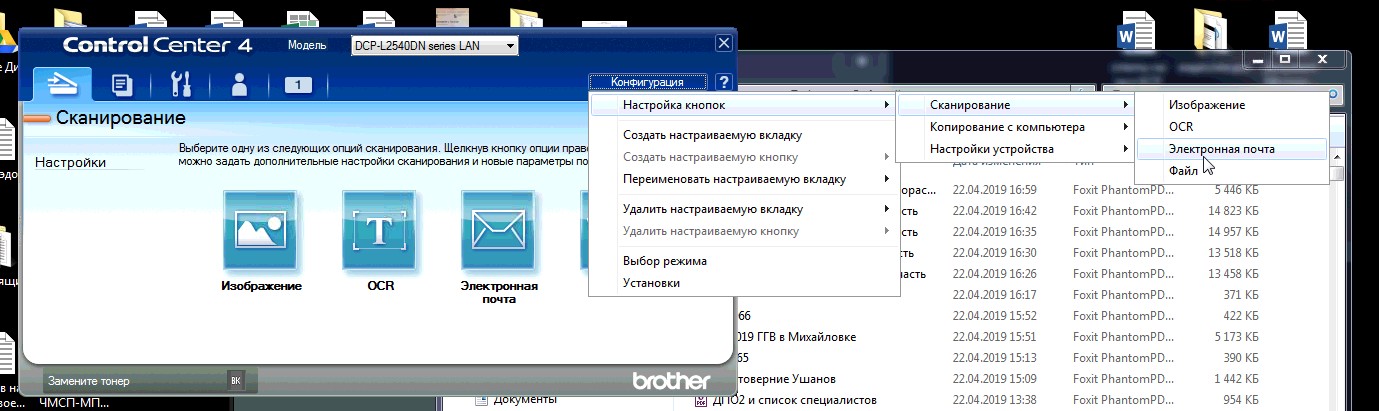 Control Center 4
Модель
DCP-L2540DN series LAN
Конфигурация
?
1
Сканирование
Настройки
Выберите одну из следующих опций сканирования. Щелкнув кнопку опции
можно задать дополнительные настройки сканирования и новые параметры
Изображение
OCR
Электронная
почта
Замените тонер
ВК
brother
Настройка кнопок
Создать настраиваемую вкладку
Создать настраиваемую кнопку
Переименовать настраиваемую вкладку
Удалить настраиваемую вкладку
Удалить настраиваемую кнопку
Выбор режима
Установки
Сканирование
Копирование с компьютера
Настройки устройства
Изображение
OCR
Электронная почта
Файл
22.04.2019 16:59 Foxit PhantomPD... 5 446 КБ
22.04.2019 16:42 Foxit PhantomPD... 14 823 КБ
22.04.2019 16:35 Foxit PhantomPD... 14 957 КБ
22.04.2019 16:30 Foxit PhantomPD... 13 518 КБ
22.04.2019 16:26 Foxit PhantomPD... 13 458 КБ
22.04.2019 16:17 Foxit PhantomPD... 371 КБ
66 22.04.2019 15:52 Foxit PhantomPD... 422 КБ
019 ГГВ в Михайловке 22.04.2019 15:51 Foxit PhantomPD... 5 173 КБ
65 22.04.2019 15:13 Foxit PhantomPD... 390 КБ
товерние Ушанов 22.04.2019 15:09 Foxit PhantomPD... 1 442 КБ
ДПО2 и список специалистов 22.04.2019 13:38 Foxit PhantomPD... 954 КБ
Документы
ЧМСП-МП...